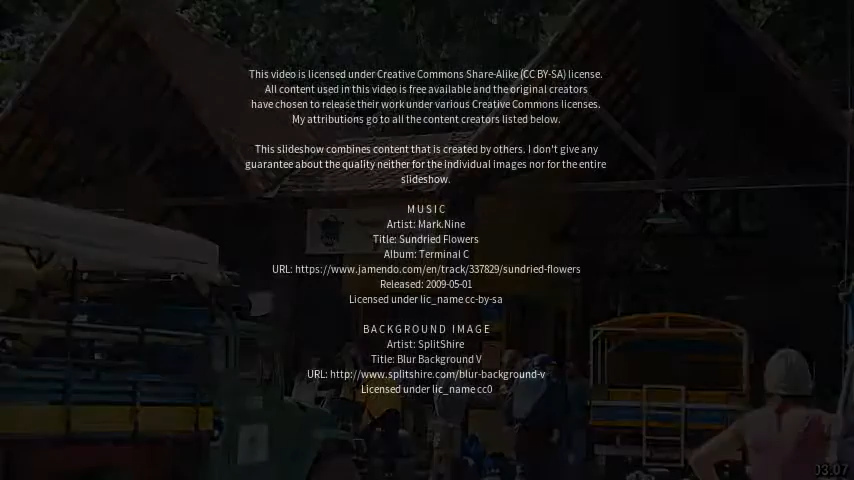 This video is licensed under Creative Commons Share-Alike (CC BY-SA) license.
All content used in this video is free available and the original creators
have chosen to release their work under various Creative Commons licenses.
My attributions go to all the content creators listed below.
This slideshow combines content that is created by others. I don't give any
guarantee about the quality neither for the individual images nor for the entire
slideshow.
MUSIC
Artist: Mark.Nine
Title: Sundried Flowers
Album: Terminal C
URL: https://www.jamendo.com/en/track/337829/sundried-flowers
Released: 2009-05-01
Licensed under lic_name cc-by-sa
BACKGROUND IMAGE
Artist: SplitShire
Title: Blur Background V
URL: http://www.splitshire.com/blur-background-v
Licensed under lic_name cc0
03:07